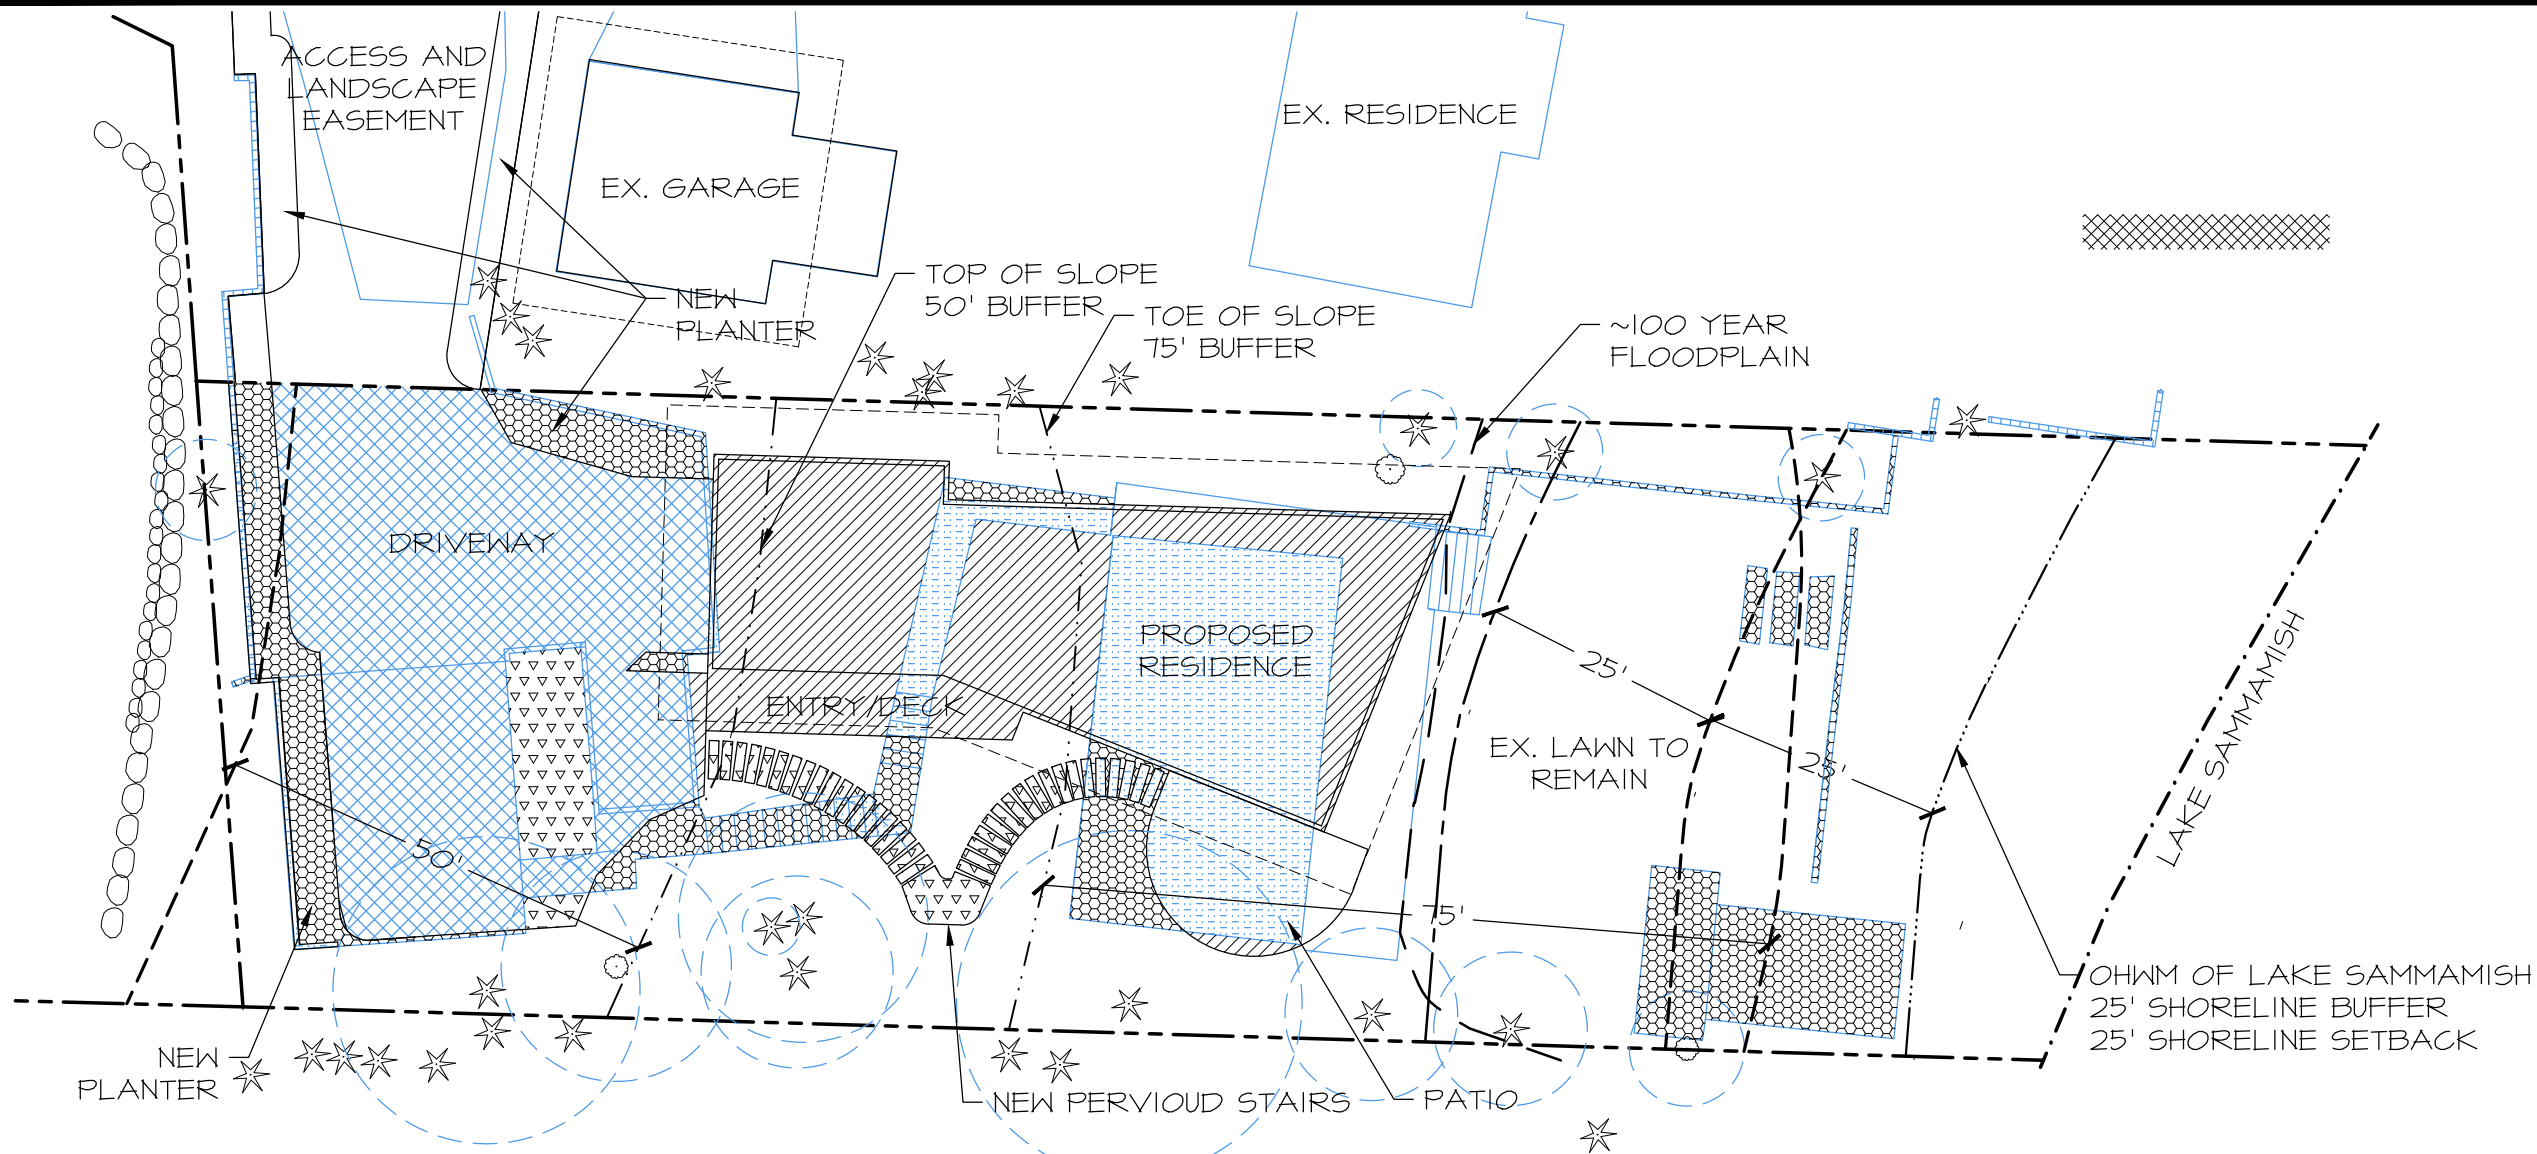 ACCESS AND
LANDSCAPE
EASEMENT
EX. GARAGE
EX. RESIDENCE
NEW
PLANTER
TOP OF SLOPE
50' BUFFER
TOE OF SLOPE
75' BUFFER
~100 YEAR
FLOODPLAIN
DRIVEWAY
PROPOSED
RESIDENCE
ENTRY/DECK
25'
EX. LAWN TO
REMAIN
25'
LAKE SAMMAMISH
50'
75'
OHWM OF LAKE SAMMAMISH
25' SHORELINE BUFFER
25' SHORELINE SETBACK
NEW
PLANTER
NEW PERVIOUD STAIRS
PATIO